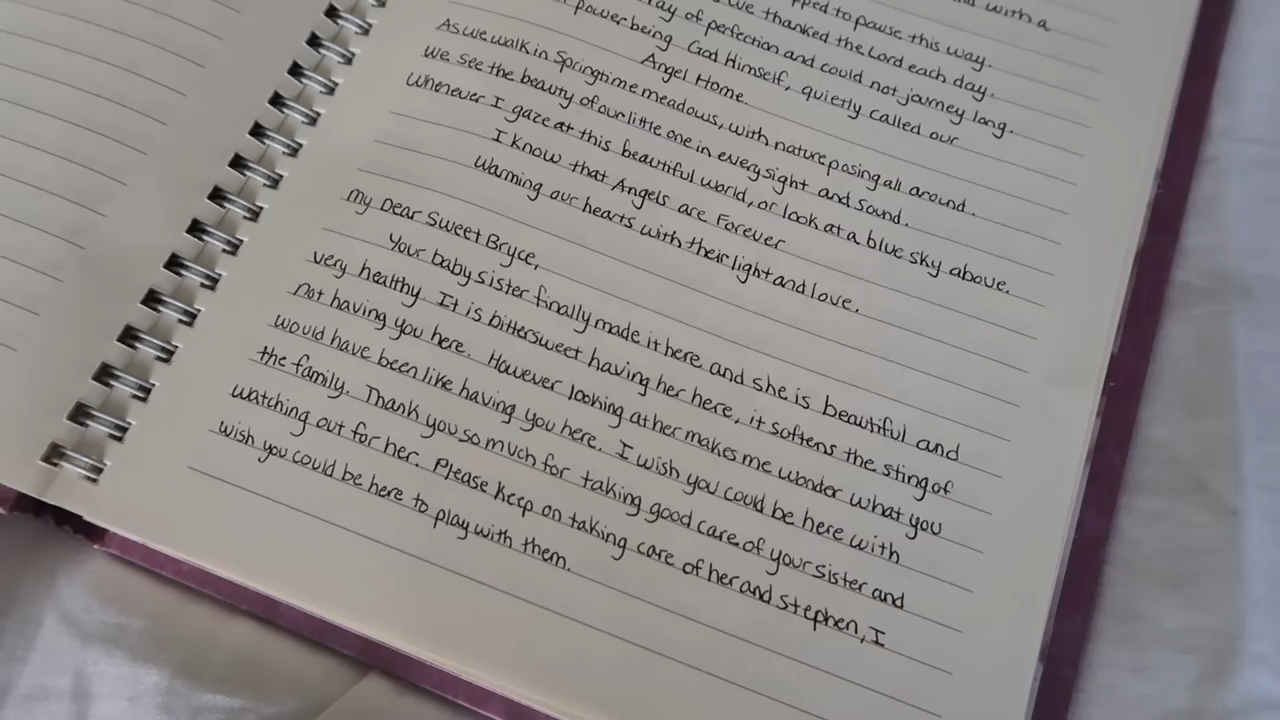 with a
pped to pause this way.
we thanked the Lord each day.
ray of perfection and could not journey long.
power being God Himself, quietly called our
Angel Home.
As we walk in Springtime meadows, with nature posing all around.
We see the beauty of our little one in every sight and sound.
Whenever I gaze at this beautiful world, or look at a blue sky above.
I know that Angels are Forever
Warming our hearts with their light and love.
My Dear Sweet Bryce,
Your baby sister finally made it here and she is beautiful and
very healthy. It is bittersweet having her here, it softens the sting of
not having you here. However looking at her makes me wonder what you
would have been like having you here. I wish you could be here with
the family. Thank you so much for taking good care of your sister and
watching out for her. Please keep on taking care of her and Stephen, I
wish you could be here to play with them.